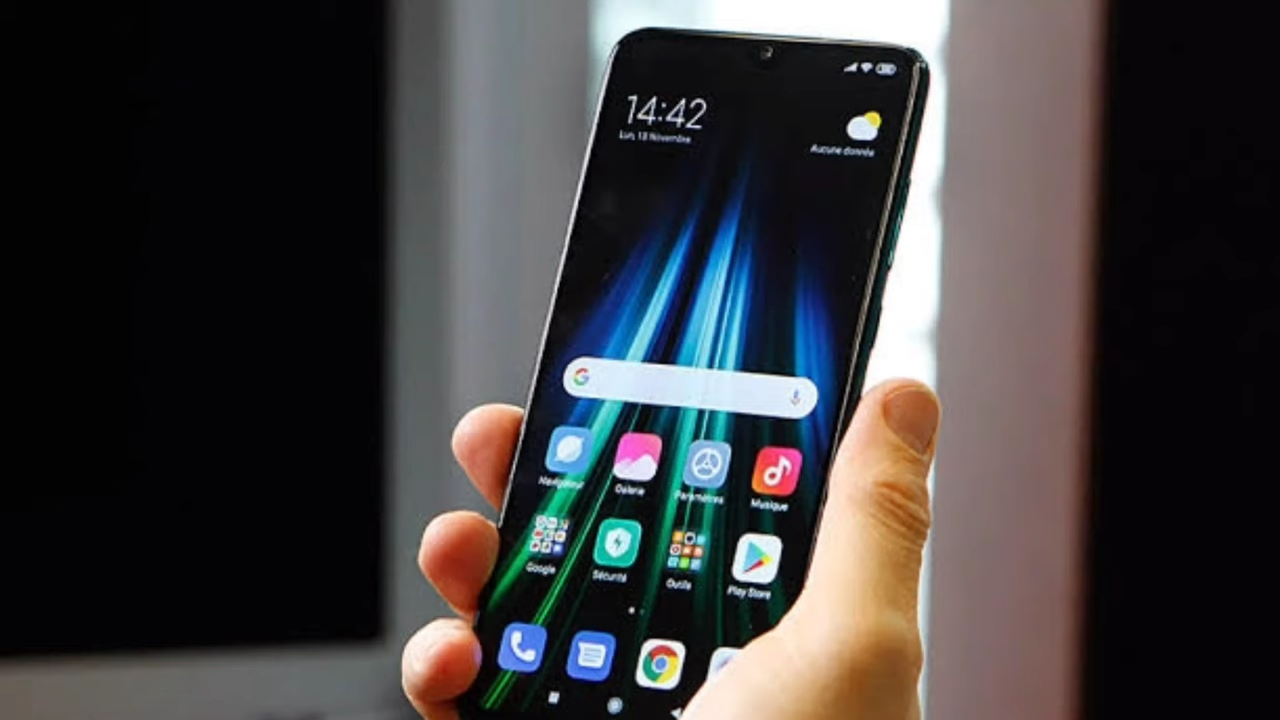 14:42
Lun. 18 Novembre
Aucune donnée
Navigateur
Galerie
Paramètres
Musique
Google
Sécurité
Outils
Play Store